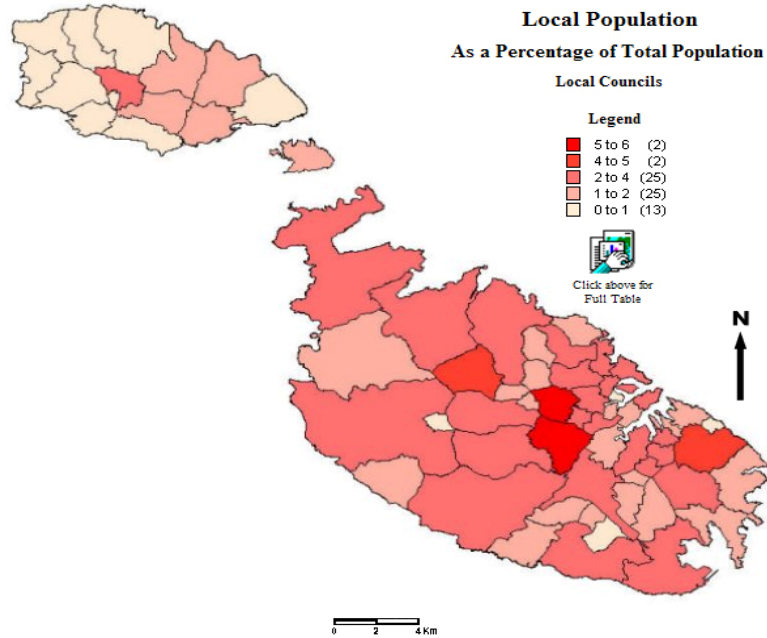 Local Population
As a Percentage of Total Population
Local Councils
Legend
5 to 6 (2)
4 to 5 (2)
2 to 4 (25)
1 to 2 (25)
0 to 1 (13)
Click above for
Full Table
N
0 2 4 Km